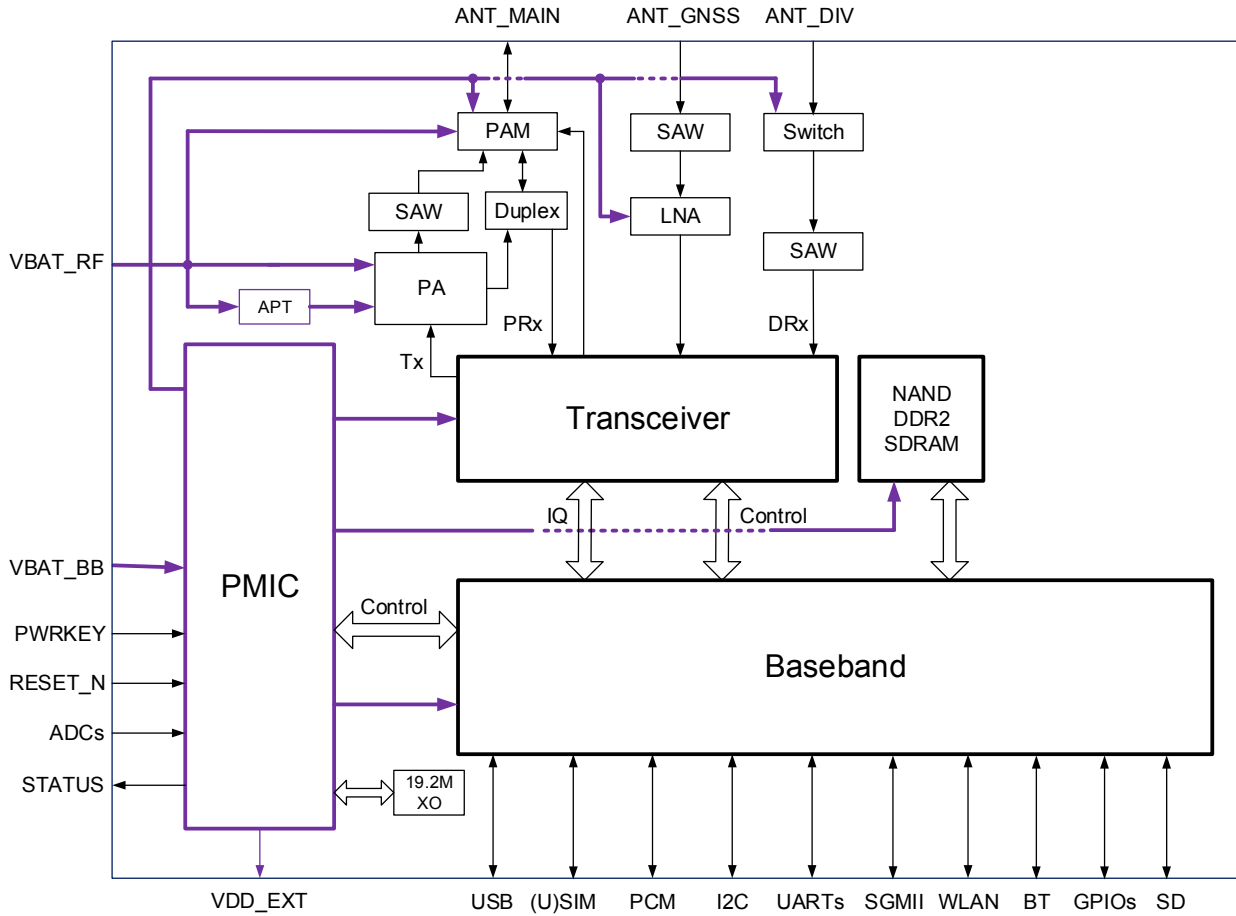 ANT_MAIN
ANT_GNSS
ANT_DIV
PAM
SAW
Switch
SAW
Duplex
LNA
SAW
VBAT_RF
PA
APT
PRx
DRx
Tx
Transceiver
NAND
DDR2
SDRAM
IQ
Control
VBAT_BB
PMIC
Control
PWRKEY
Baseband
RESET_N
ADCs
STATUS
19.2M
XO
VDD_EXT
USB
(U)SIM
PCM
I2C
UARTs
SGMII
WLAN
BT
GPIOs
SD